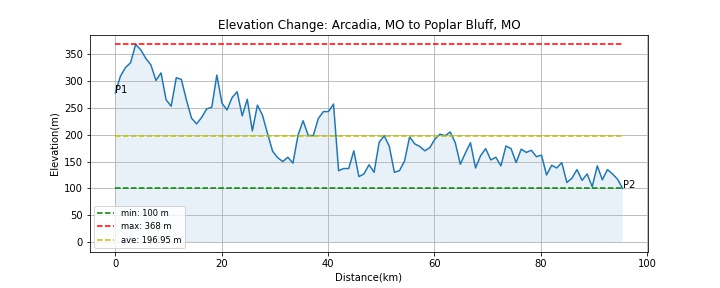 Elevation Change: Arcadia, MO to Poplar Bluff, MO
Elevation(m)
350
300
250
200
150
100
50
0
P1
P2
min: 100 m
max: 368 m
ave: 196.95 m
0 20 40 60 80 100
Distance(km)